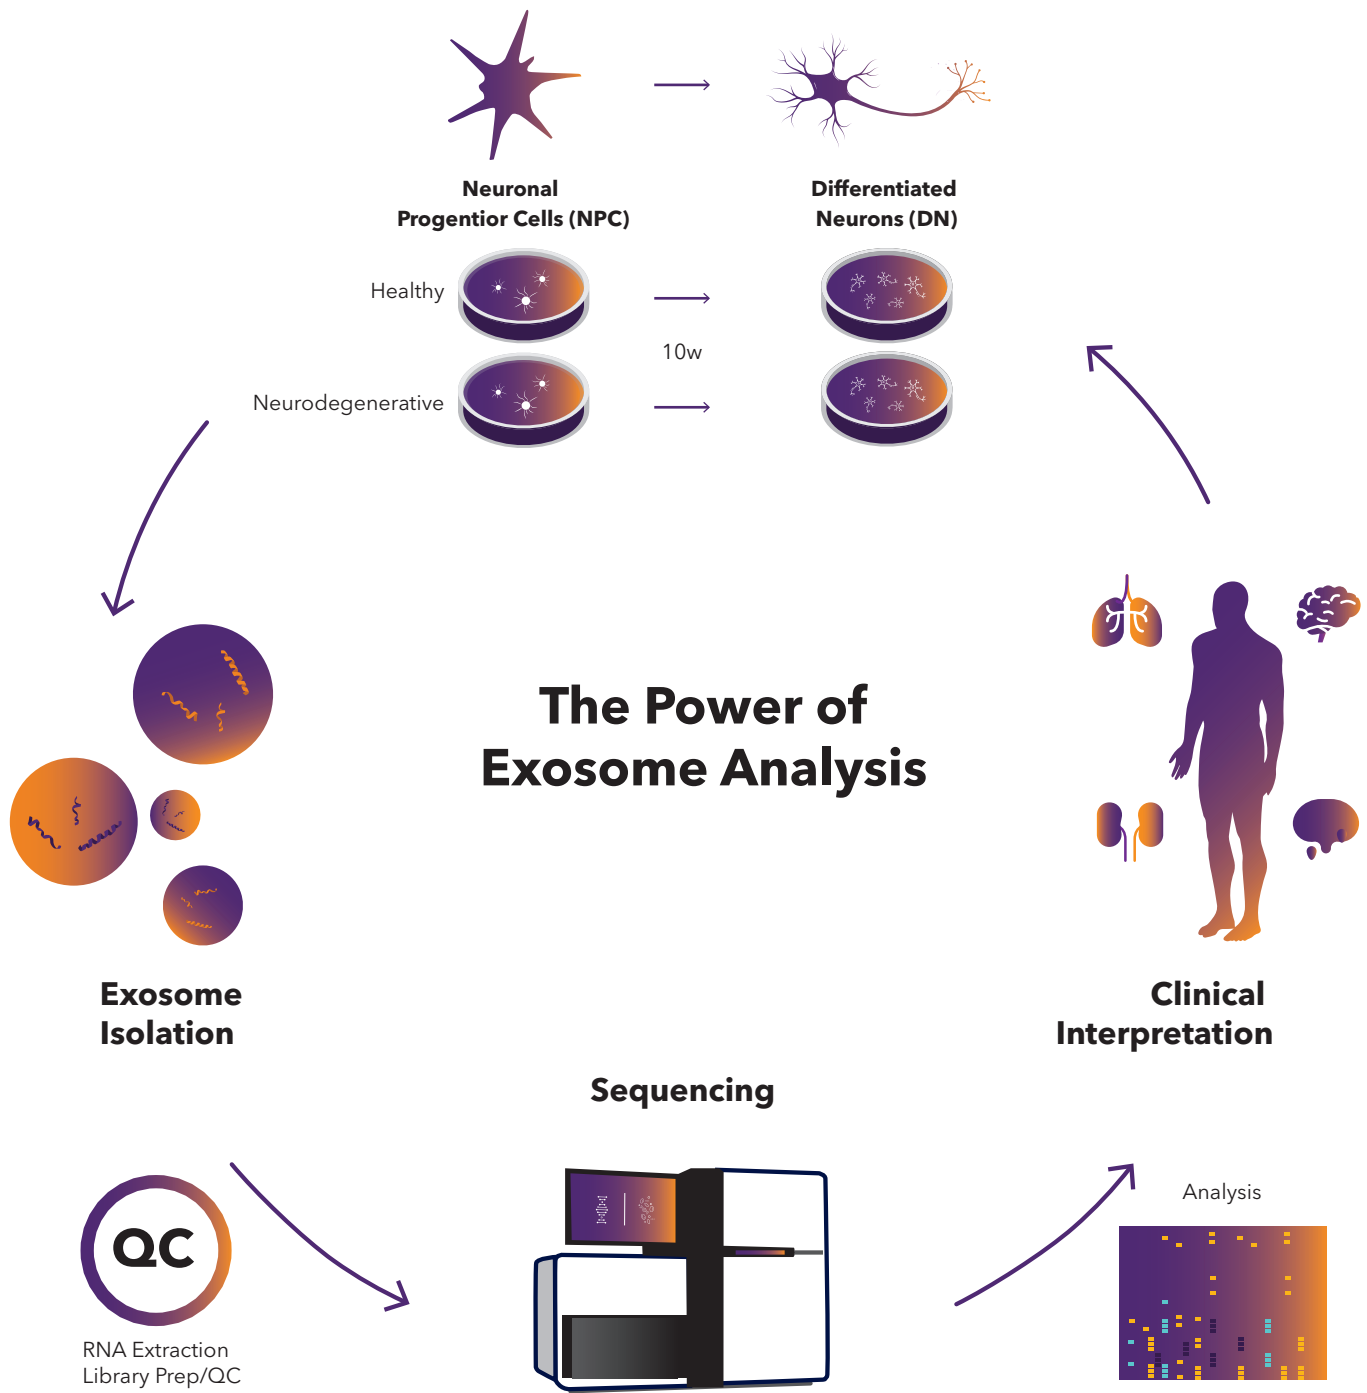 Neuronal
Progentior Cells (NPC)
Differentiated
Neurons (DN)
Healthy
10w
Neurodegenerative
The Power of
Exosome Analysis
Exosome
Isolation
Clinical
Interpretation
Sequencing
QC
RNA Extraction
Library Prep/QC
Analysis